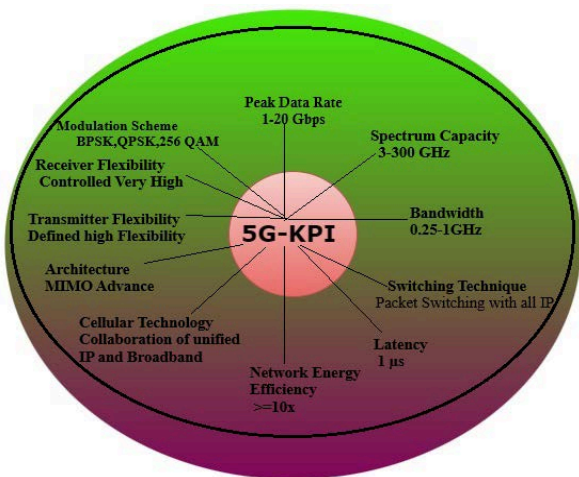 Peak Data Rate
1-20 Gbps
Modulation Scheme
BPSK,QPSK,256 QAM
Spectrum Capacity
3-300 GHz
Receiver Flexibility
Controlled Very High
Transmitter Flexibility
Defined high Flexibility
Bandwidth
0.25-1GHz
5G-KPI
Architecture
MIMO Advance
Switching Technique
Packet Switching with all IP
Cellular Technology
Collaboration of unified
IP and Broadband
Latency
1 µs
Network Energy
Efficiency
>=10x